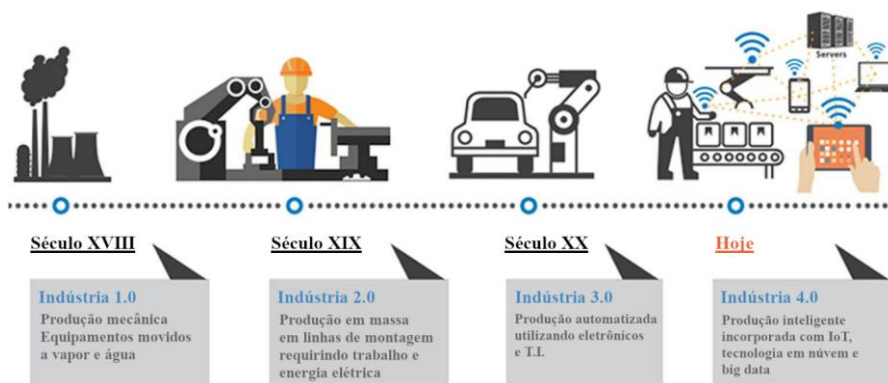 Servers
Século XVIII
Século XIX
Século XX
Hoje
Indústria 1.0
Produção mecânica
Equipamentos movidos
a vapor e água
Indústria 2.0
Produção em massa
em linhas de montagem
requirindo trabalho e
energia elétrica
Indústria 3.0
Produção automatizada
utilizando eletrônicos
e T.I.
Indústria 4.0
Produção inteligente
incorporada com IoT,
tecnologia em núvem e
big data